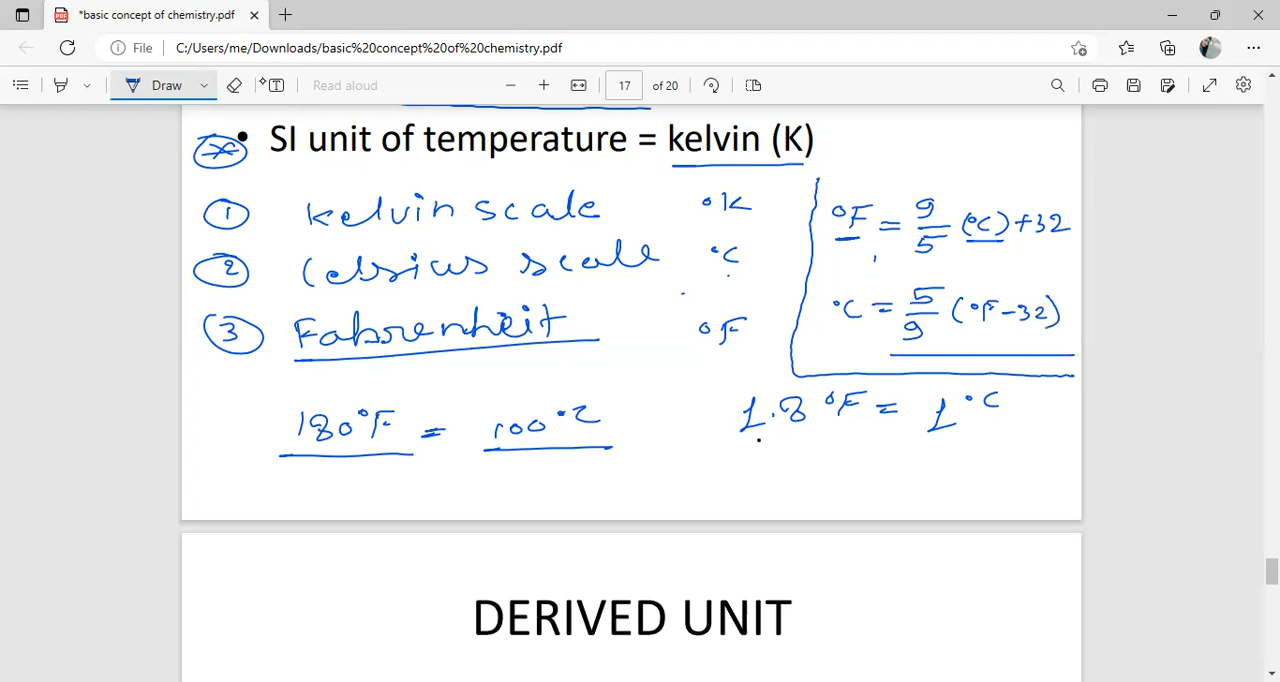 *basic concept of chemistry.pdf
File C:/Users/me/Downloads/basic%20concept%20of%20chemistry.pdf
Draw Read aloud 17 of 20
• SI unit of temperature = kelvin (K)
① Kelvin scale °K
② Celsius scale °C
③ Fahrenheit °F
°F = 9/5 (°C) + 32
°C = 5/9 (°F - 32)
180°F = 100°C
1.8 °F = 1 °C
DERIVED UNIT